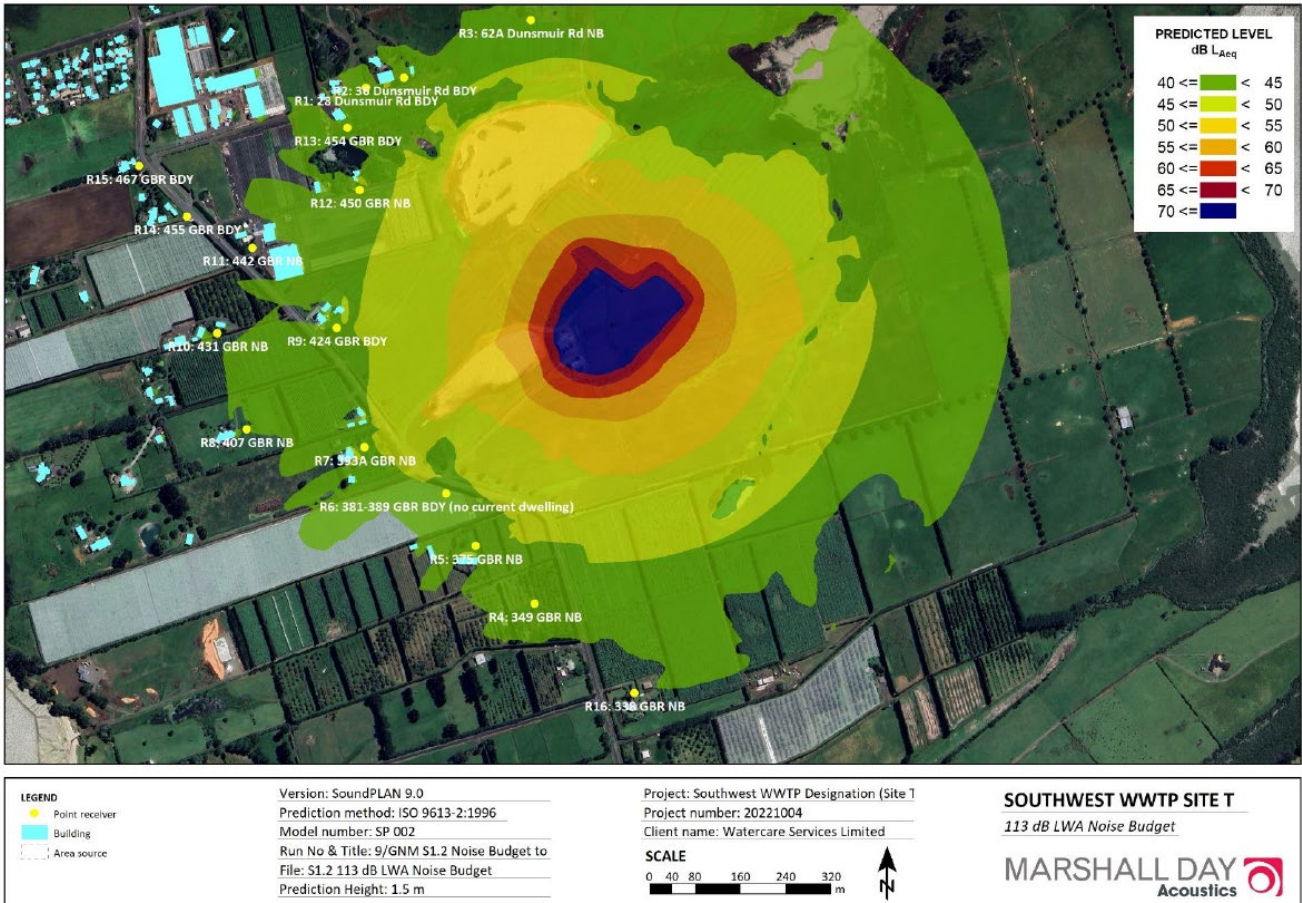 R3: 62A Dunsmuir Rd NB
R2: 36 Dunsmuir Rd BDY
R1: 28 Dunsmuir Rd BDY
R13: 454 GBR BDY
R15: 467 GBR BDY
R12: 450 GBR NB
R14: 455 GBR BDY
R11: 442 GBR NB
R9: 424 GBR BDY
R10: 431 GBR NB
R8: 407 GBR NB
R7: 393A GBR NB
R6: 381-389 GBR BDY (no current dwelling)
R5: 375 GBR NB
R4: 349 GBR NB
R16: GBR NB
PREDICTED LEVEL
dB LAeq
40 <= < 45
45 <= < 50
50 <= < 55
55 <= < 60
60 <= < 65
65 <= < 70
70 <=
LEGEND
Point receiver
Building
Area source
Version: SoundPLAN 9.0
Prediction method: ISO 9613-2:1996
Model number: SP 002
Run No & Title: 9/GNM S1.2 Noise Budget to
File: S1.2 113 dB LWA Noise Budget
Prediction Height: 1.5 m
Project: Southwest WWTP Designation (Site T
Project number: 20221004
Client name: Watercare Services Limited
SCALE
0 40 80 160 240 320
m
N
SOUTHWEST WWTP SITE T
113 dB LWA Noise Budget
MARSHALL DAY
Acoustics